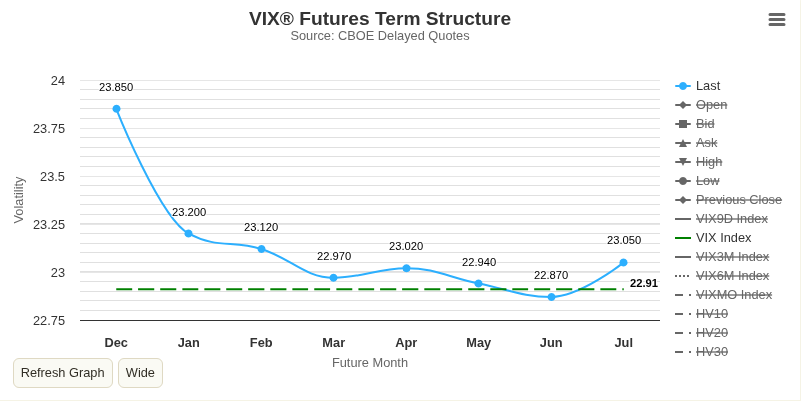 VIX® Futures Term Structure
Source: CBOE Delayed Quotes
24
23.75
23.5
23.25
23
22.75
Volatility
23.850
23.200
23.120
22.970
23.020
22.940
22.870
23.050
22.91
Dec Jan Feb Mar Apr May Jun Jul
Future Month
Last
Open
Bid
Ask
High
Low
Previous Close
VIX9D Index
VIX Index
VIX3M Index
VIX6M Index
VIXMO Index
HV10
HV20
HV30
Refresh Graph
Wide